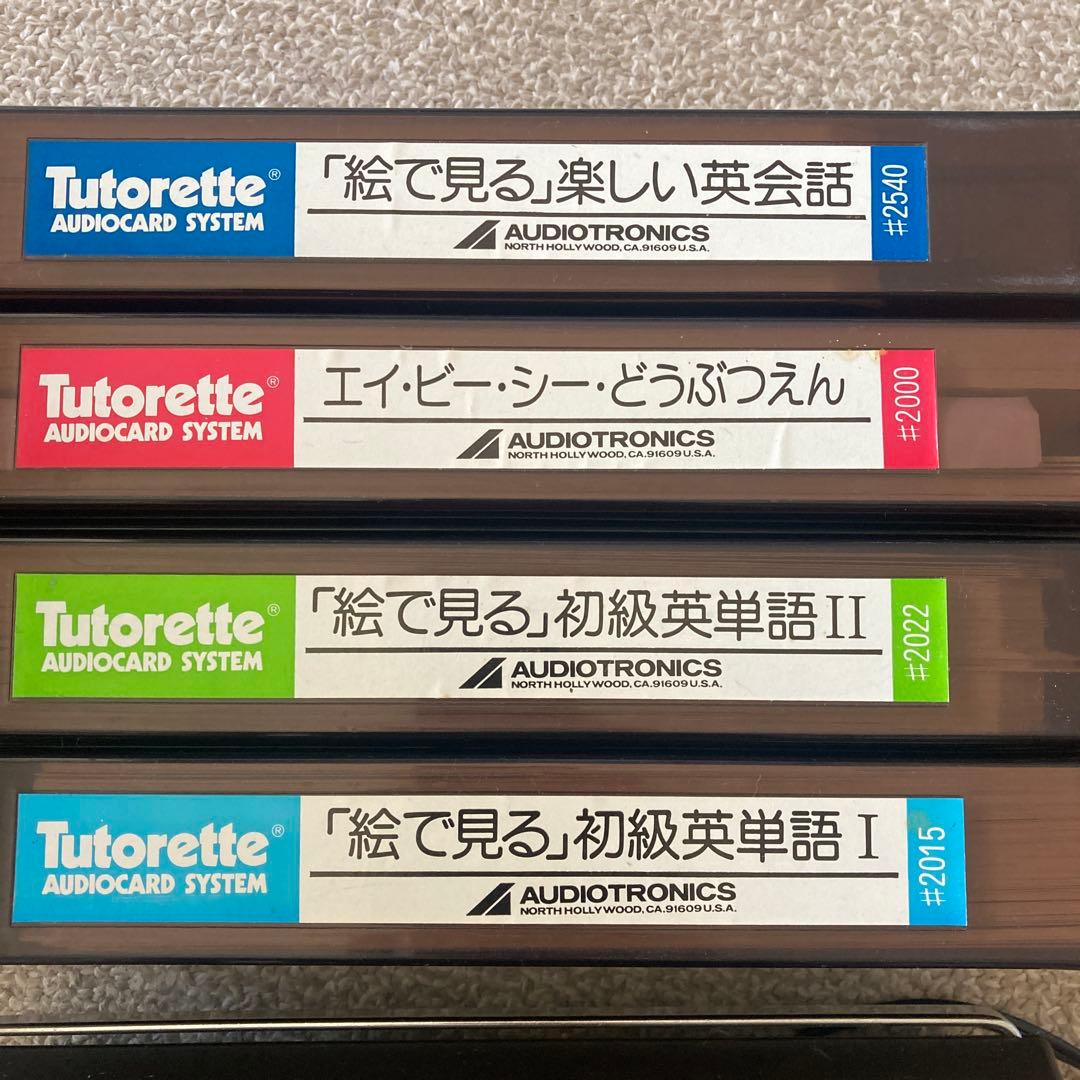 Tutorette®
AUDIOCARD SYSTEM
「絵で見る」楽しい英会話
AUDIOTRONICS
NORTH HOLLYWOOD, CA. 91609 U.S.A.
#2540
Tutorette®
AUDIOCARD SYSTEM
エイ・ビー・シー・どうぶつえん
AUDIOTRONICS
NORTH HOLLYWOOD, CA. 91609 U.S.A.
#2000
Tutorette®
AUDIOCARD SYSTEM
「絵で見る」初級英単語II
AUDIOTRONICS
NORTH HOLLYWOOD, CA. 91609 U.S.A.
#2022
Tutorette®
AUDIOCARD SYSTEM
「絵で見る」初級英単語I
AUDIOTRONICS
NORTH HOLLYWOOD, CA. 91609 U.S.A.
#2015